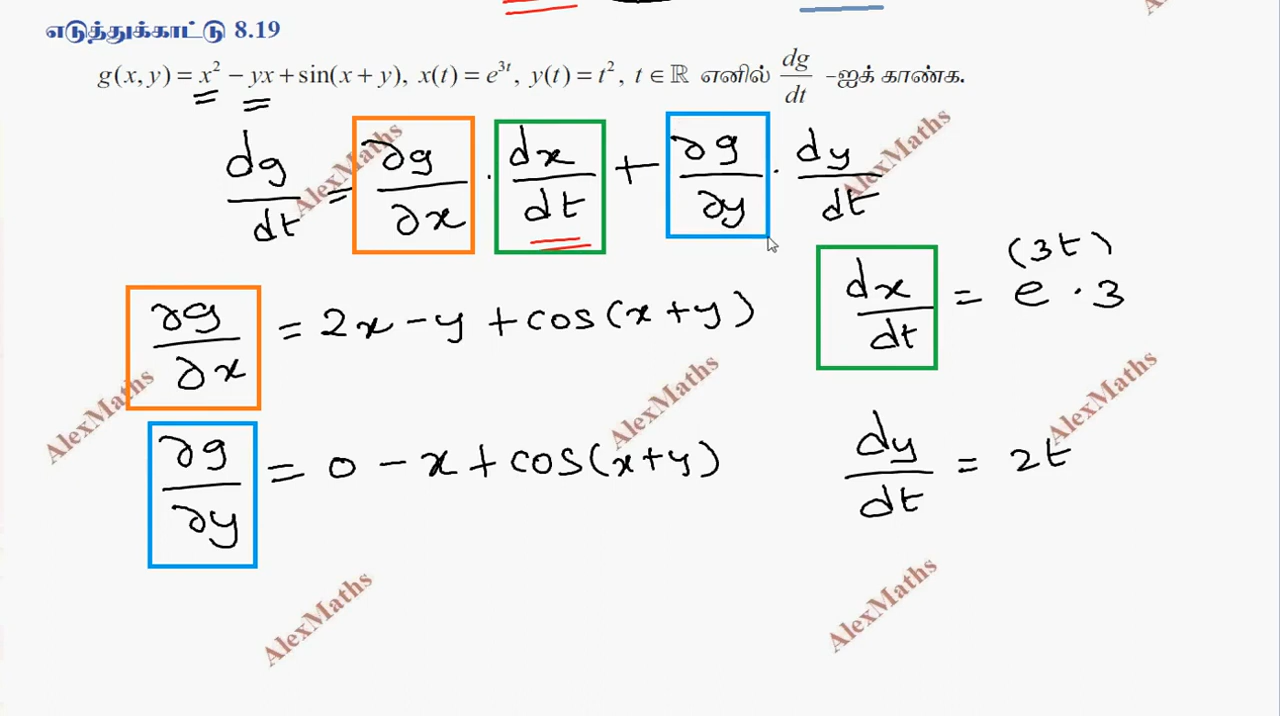 எடுத்துக்காட்டு 8.19
g(x, y) = x² − yx + sin(x + y), x(t) = e³ᵗ, y(t) = t², t ∈ ℝ எனில் dg/dt -ஐக் காண்க.
dg/dt = ∂g/∂x · dx/dt + ∂g/∂y · dy/dt
∂g/∂x = 2x − y + cos(x + y)
dx/dt = e^(3t) · 3
∂g/∂y = 0 − x + cos(x + y)
dy/dt = 2t
AlexMaths
AlexMaths
AlexMaths
AlexMaths
AlexMaths
AlexMaths
AlexMaths